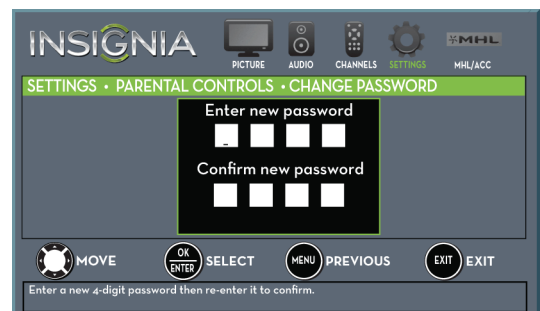 INSIGNIA
PICTURE AUDIO CHANNELS SETTINGS MHL MHL/ACC
SETTINGS • PARENTAL CONTROLS • CHANGE PASSWORD
Enter new password
_
Confirm new password
MOVE OK ENTER SELECT MENU PREVIOUS EXIT EXIT
Enter a new 4-digit password then re-enter it to confirm.